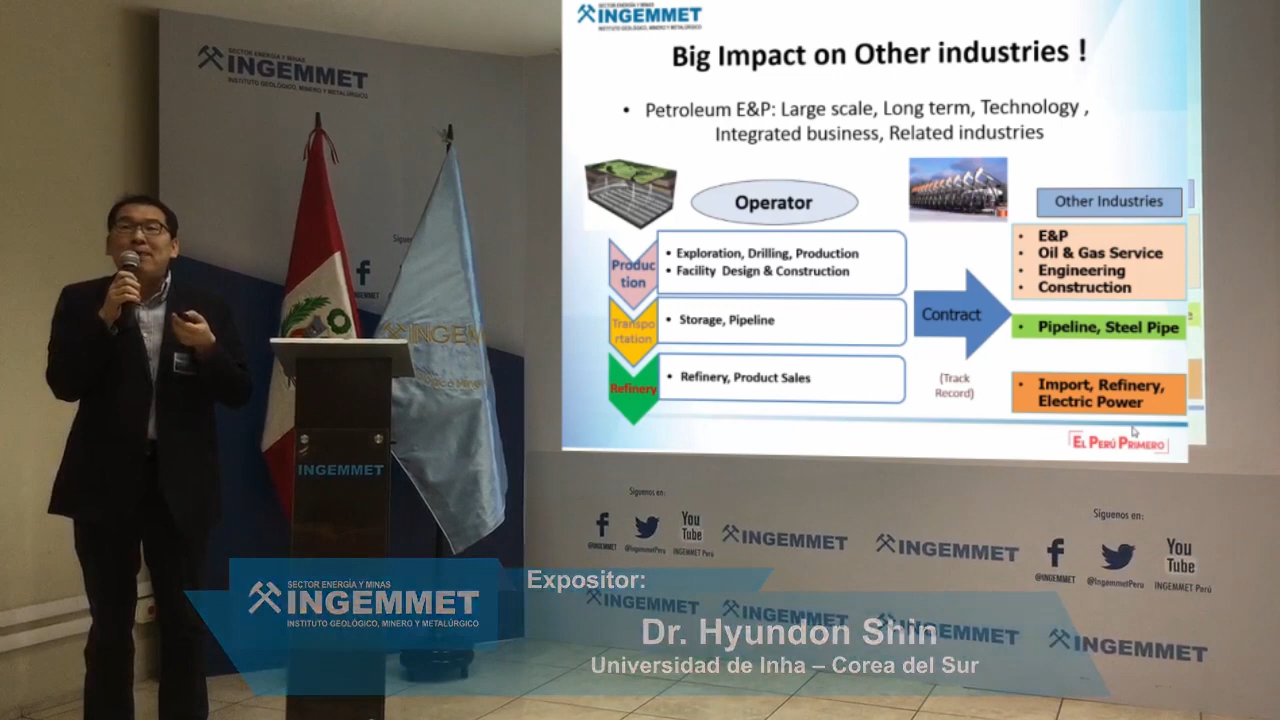 SECTOR ENERGÍA Y MINAS
INGEMMET
INSTITUTO GEOLÓGICO, MINERO Y METALÚRGICO
INGEMMET
INSTITUTO GEOLÓGICO, MINERO Y METALÚRGICO
Big Impact on Other industries !
• Petroleum E&P: Large scale, Long term, Technology ,
Integrated business, Related industries
Operator
Other Industries
Produc
tion
• Exploration, Drilling, Production
• Facility Design & Construction
• E&P
• Oil & Gas Service
• Engineering
• Construction
Transpo
rtation
• Storage, Pipeline
Contract
• Pipeline, Steel Pipe
Refinery
• Refinery, Product Sales
(Track
Record)
• Import, Refinery,
Electric Power
EL PERÚ PRIMERO
INGEM
INGEMMET
Síguenos en:
You
Tube
@INGEMMET
@IngemmetPeru
INGEMMET Perú
INGEMMET
INGEMMET
Síguenos en:
You
Tube
@INGEMMET
@IngemmetPeru
INGEMMET Perú
INGEMMET
INGEMMET
INGEMMET
SECTOR ENERGÍA Y MINAS
INGEMMET
INSTITUTO GEOLÓGICO, MINERO Y METALÚRGICO
Expositor:
Dr. Hyundon Shin
Universidad de Inha – Corea del Sur